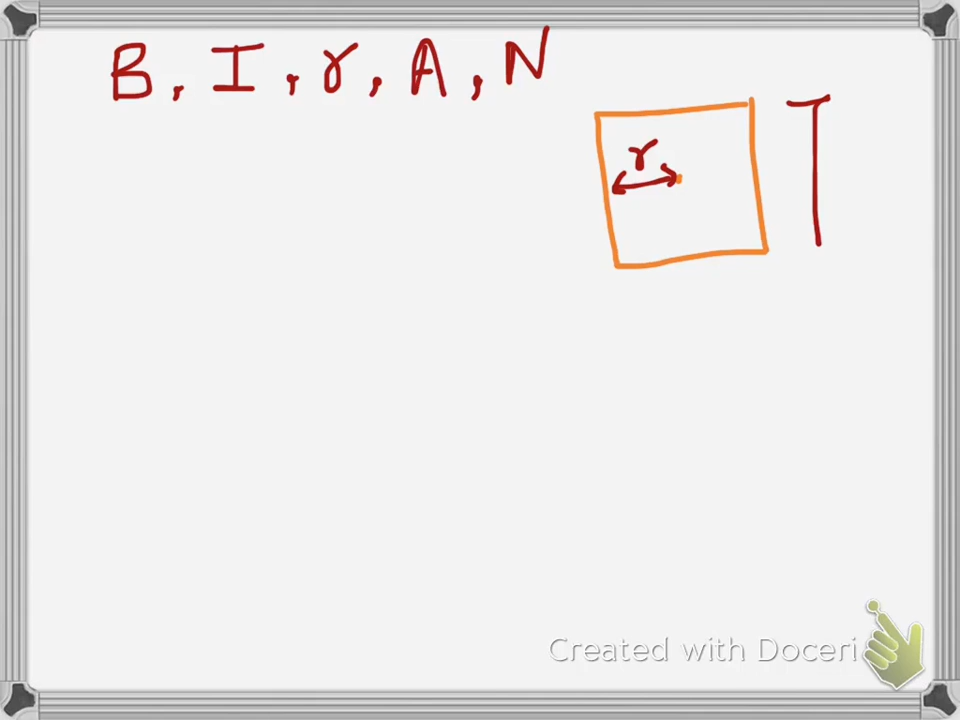 B, I, r, A, N
r
Created with Doceri